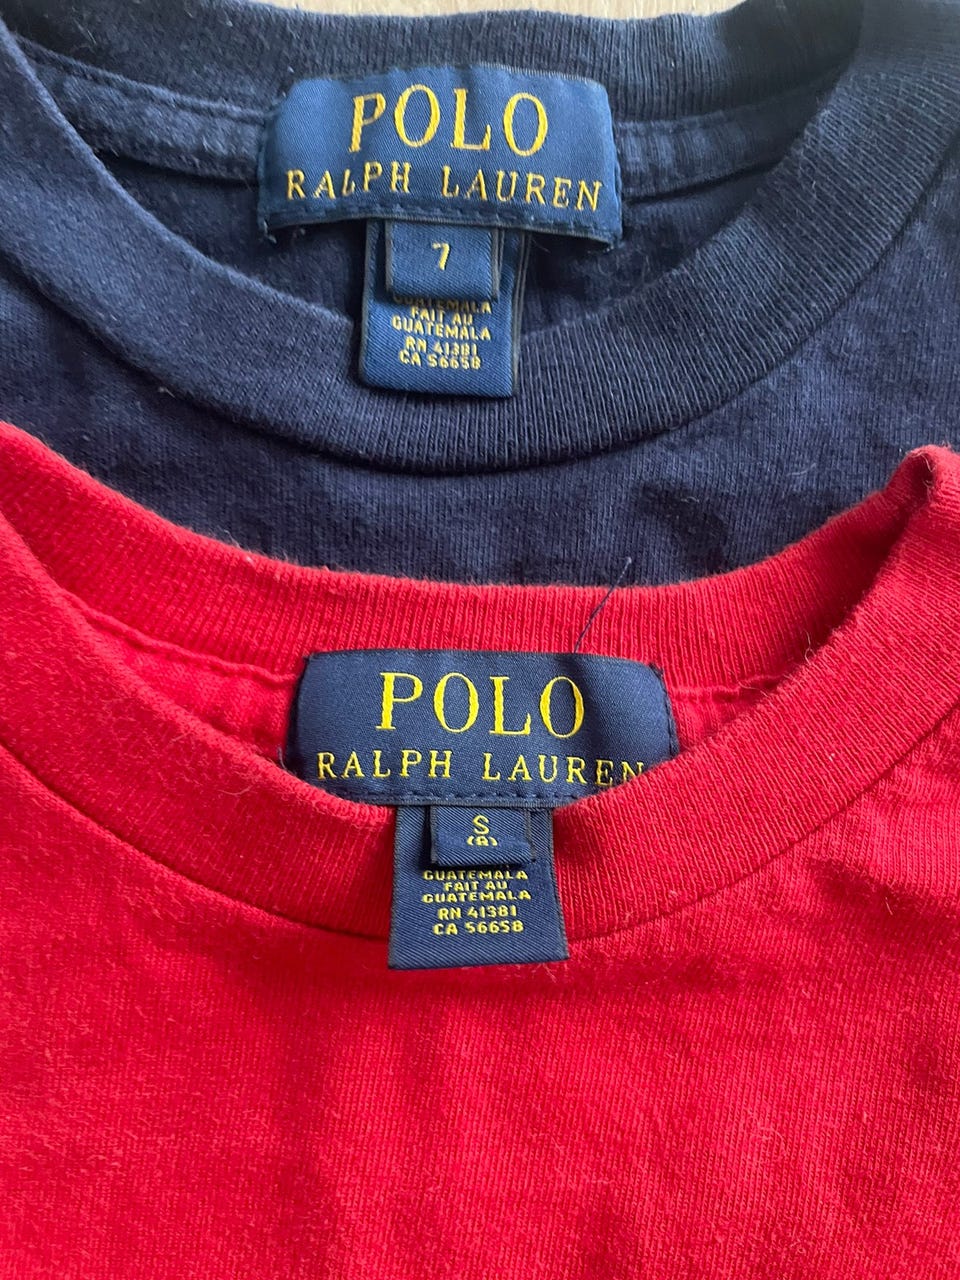 POLO
RALPH LAUREN
7
GUATEMALA
FAIT AU
GUATEMALA
RN 41381
CA 56658
POLO
RALPH LAUREN
S
(8)
GUATEMALA
FAIT AU
GUATEMALA
RN 41381
CA 56658